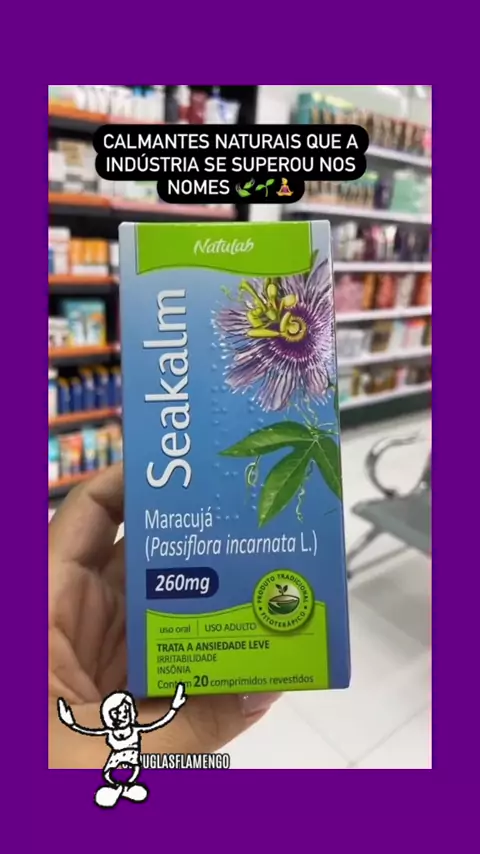 CALMANTES NATURAIS QUE A
INDÚSTRIA SE SUPEROU NOS
NOMES 🌿🌱🧘
Natulab
Seakalm
Maracujá
(Passiflora incarnata L.)
260mg
PRODUTO TRADICIONAL
FITOTERÁPICO
uso oral | USO ADULTO
TRATA A ANSIEDADE LEVE
IRRITABILIDADE
INSÔNIA
Contém 20 comprimidos revestidos